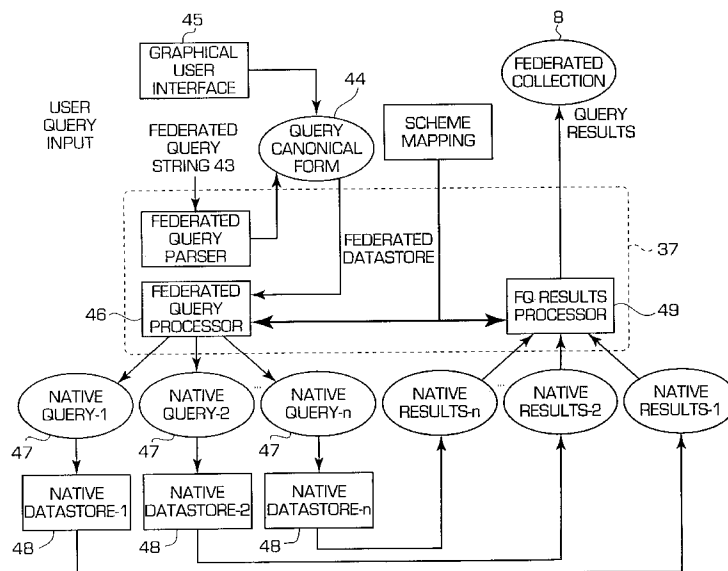 45
GRAPHICAL
USER
INTERFACE
8
FEDERATED
COLLECTION
44
USER
QUERY
INPUT
FEDERATED
QUERY
STRING 43
QUERY
CANONICAL
FORM
SCHEME
MAPPING
QUERY
RESULTS
FEDERATED
QUERY
PARSER
FEDERATED
DATASTORE
37
46
FEDERATED
QUERY
PROCESSOR
FQ RESULTS
PROCESSOR
49
NATIVE
QUERY-1
47
NATIVE
QUERY-2
47
...
NATIVE
QUERY-n
47
NATIVE
RESULTS-n
...
NATIVE
RESULTS-2
NATIVE
RESULTS-1
NATIVE
DATASTORE-1
48
NATIVE
DATASTORE-2
48
NATIVE
DATASTORE-n
48